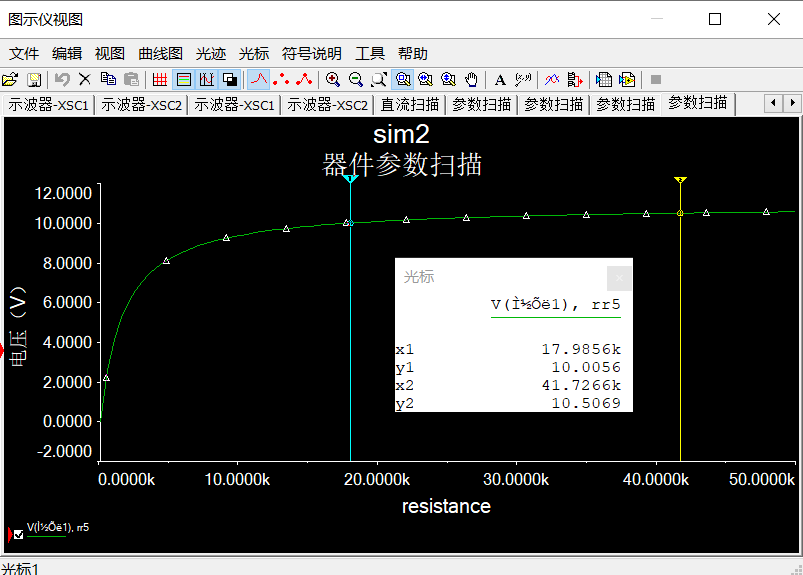 图示仪视图
文件 编辑 视图 曲线图 光迹 光标 符号说明 工具 帮助
示波器-XSC1 示波器-XSC2 示波器-XSC1 示波器-XSC2 直流扫描 参数扫描 参数扫描 参数扫描 参数扫描
sim2
器件参数扫描
12.0000
10.0000
8.0000
6.0000
4.0000
2.0000
0.0000
-2.0000
电压（V）
光标
V(Ì½Õë1), rr5
x1 17.9856k
y1 10.0056
x2 41.7266k
y2 10.5069
0.0000k 10.0000k 20.0000k 30.0000k 40.0000k 50.0000k
resistance
V(Ì½Õë1), rr5
光标1